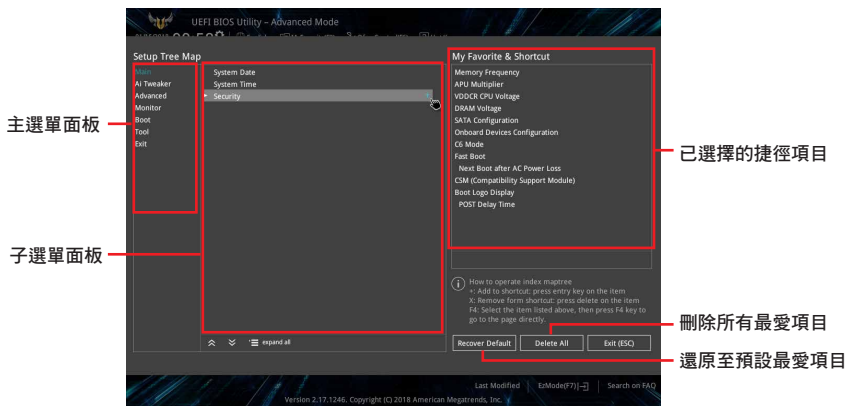 UEFI BIOS Utility – Advanced Mode
Setup Tree Map
My Favorite & Shortcut
Main
Ai Tweaker
Advanced
Monitor
Boot
Tool
Exit
System Date
System Time
Security
Memory Frequency
APU Multiplier
VDDCR CPU Voltage
DRAM Voltage
SATA Configuration
Onboard Devices Configuration
C6 Mode
Fast Boot
Next Boot after AC Power Loss
CSM (Compatibility Support Module)
Boot Logo Display
POST Delay Time
主選單面板
子選單面板
已選擇的捷徑項目
How to operate index maptree
+: Add to shortcut: press entry key on the item
X: Remove form shortcut: press delete on the item
F4: Select the item listed above, then press F4 key to
go to the page directly.
expand all
Recover Default
Delete All
Exit (ESC)
刪除所有最愛項目
還原至預設最愛項目
Last Modified
EzMode(F7)
Search on FAQ
Version 2.17.1246. Copyright (C) 2018 American Megatrends, Inc.